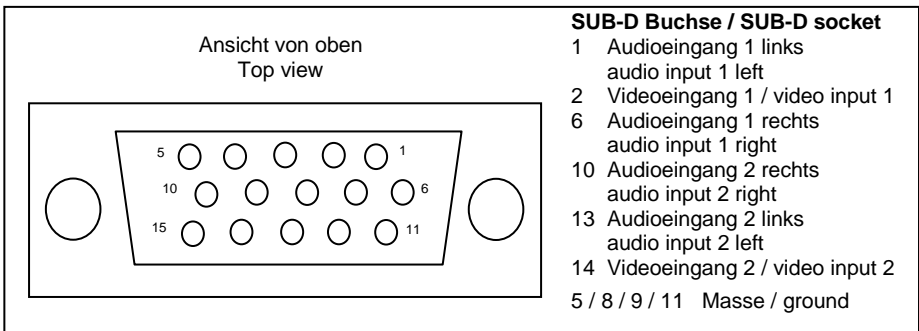 Ansicht von oben
Top view
5 1
10 6
15 11
SUB-D Buchse / SUB-D socket
1 Audioeingang 1 links
audio input 1 left
2 Videoeingang 1 / video input 1
6 Audioeingang 1 rechts
audio input 1 right
10 Audioeingang 2 rechts
audio input 2 right
13 Audioeingang 2 links
audio input 2 left
14 Videoeingang 2 / video input 2
5 / 8 / 9 / 11 Masse / ground